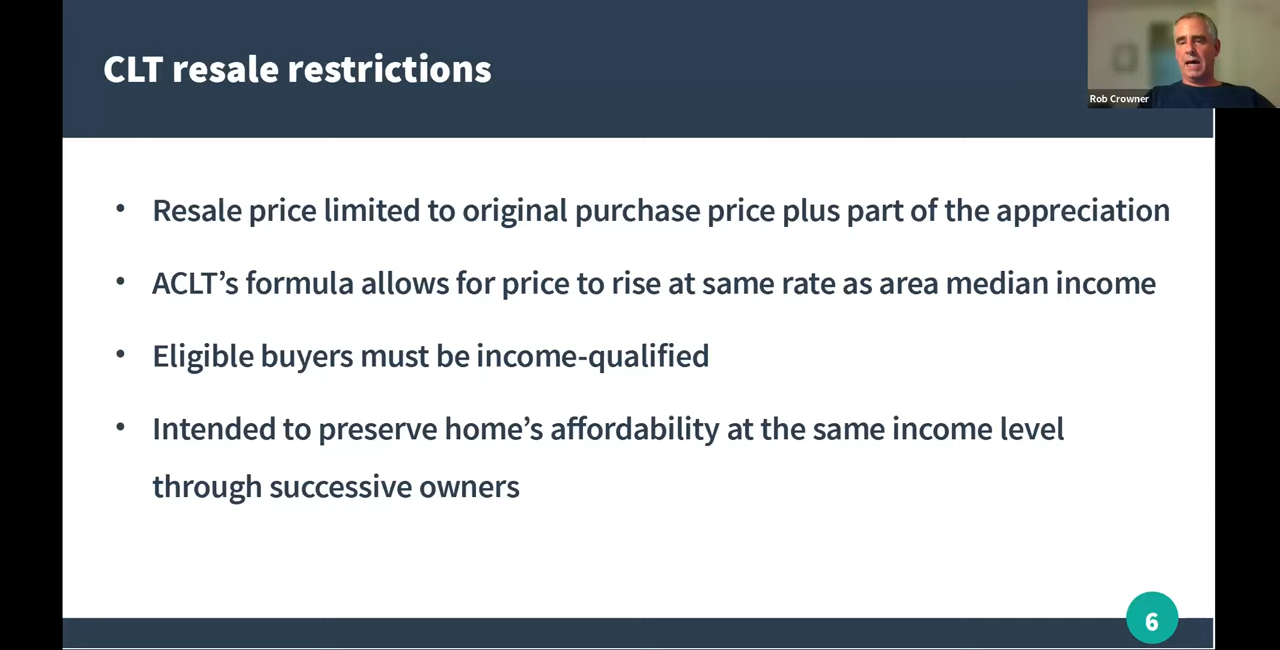 CLT resale restrictions
Rob Crowner
• Resale price limited to original purchase price plus part of the appreciation
• ACLT’s formula allows for price to rise at same rate as area median income
• Eligible buyers must be income-qualified
• Intended to preserve home’s affordability at the same income level
through successive owners
6